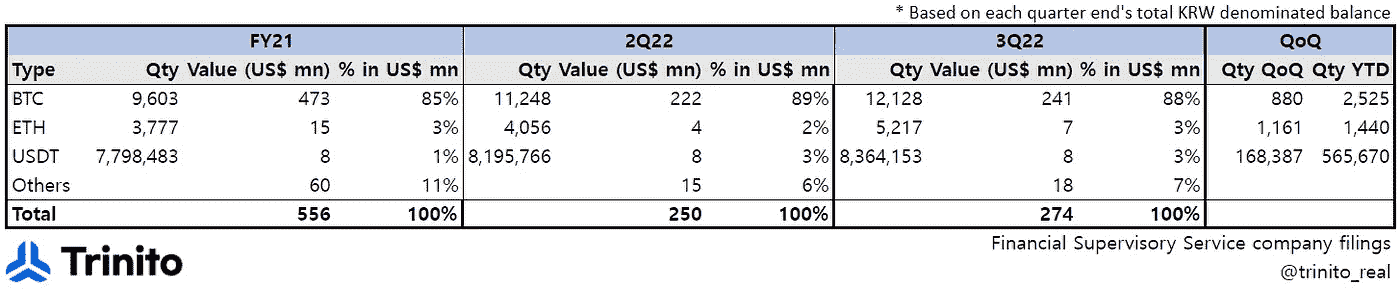 * Based on each quarter end's total KRW denominated balance
FY21 2Q22 3Q22 QoQ
Type Qty Value (US$ mn) % in US$ mn Qty Value (US$ mn) % in US$ mn Qty Value (US$ mn) % in US$ mn Qty QoQ Qty YTD
BTC 9,603 473 85% 11,248 222 89% 12,128 241 88% 880 2,525
ETH 3,777 15 3% 4,056 4 2% 5,217 7 3% 1,161 1,440
USDT 7,798,483 8 1% 8,195,766 8 3% 8,364,153 8 3% 168,387 565,670
Others 60 11% 15 6% 18 7%
Total 556 100% 250 100% 274 100%
Financial Supervisory Service company filings
Trinito
@trinito_real